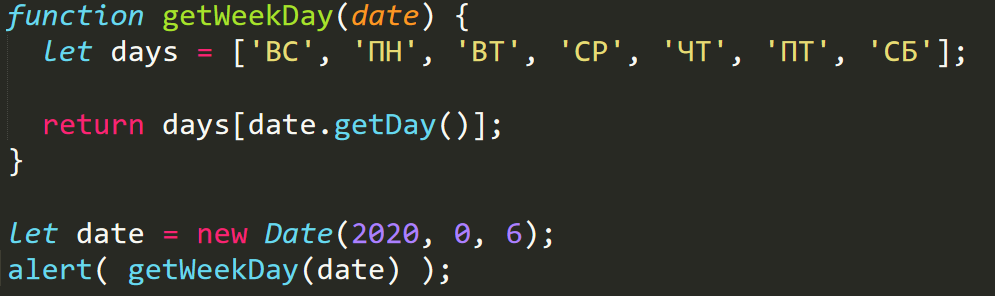 function getWeekDay(date) {
  let days = ['ВС', 'ПН', 'ВТ', 'СР', 'ЧТ', 'ПТ', 'СБ'];
  return days[date.getDay()];
}
let date = new Date(2020, 0, 6);
alert( getWeekDay(date) );